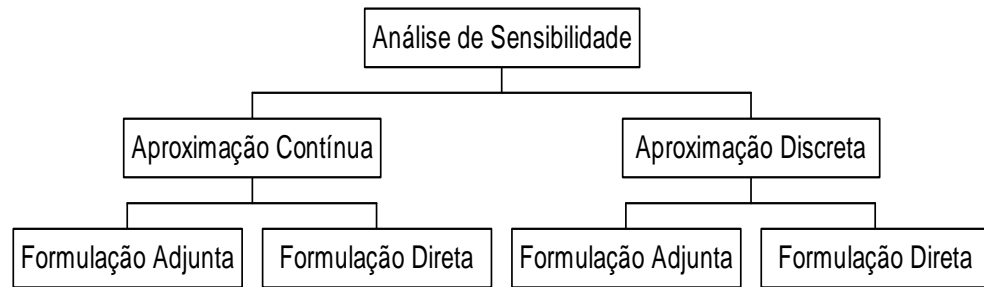 Análise de Sensibilidade
Aproximação Contínua
Aproximação Discreta
Formulação Adjunta
Formulação Direta
Formulação Adjunta
Formulação Direta